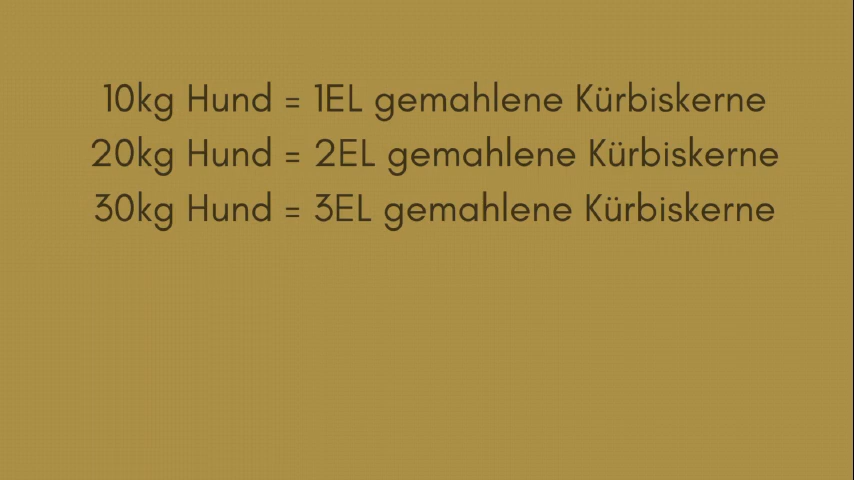 10kg Hund = 1EL gemahlene Kürbiskerne
20kg Hund = 2EL gemahlene Kürbiskerne
30kg Hund = 3EL gemahlene Kürbiskerne